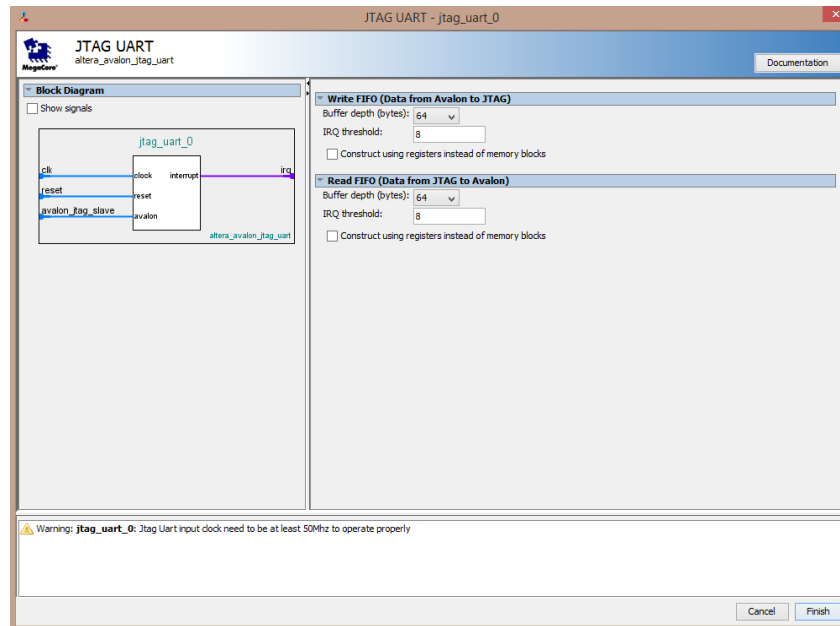 JTAG UART - jtag_uart_0
JTAG UART
altera_avalon_jtag_uart
MegaCore'
Documentation
Block Diagram
Show signals
jtag_uart_0
clk
clock
interrupt
irq
reset
reset
avalon_jtag_slave
avalon
altera_avalon_jtag_uart
Write FIFO (Data from Avalon to JTAG)
Buffer depth (bytes): 64
IRQ threshold: 8
Construct using registers instead of memory blocks
Read FIFO (Data from JTAG to Avalon)
Buffer depth (bytes): 64
IRQ threshold: 8
Construct using registers instead of memory blocks
Warning: jtag_uart_0: Jtag Uart input clock need to be at least 50Mhz to operate properly
Cancel
Finish